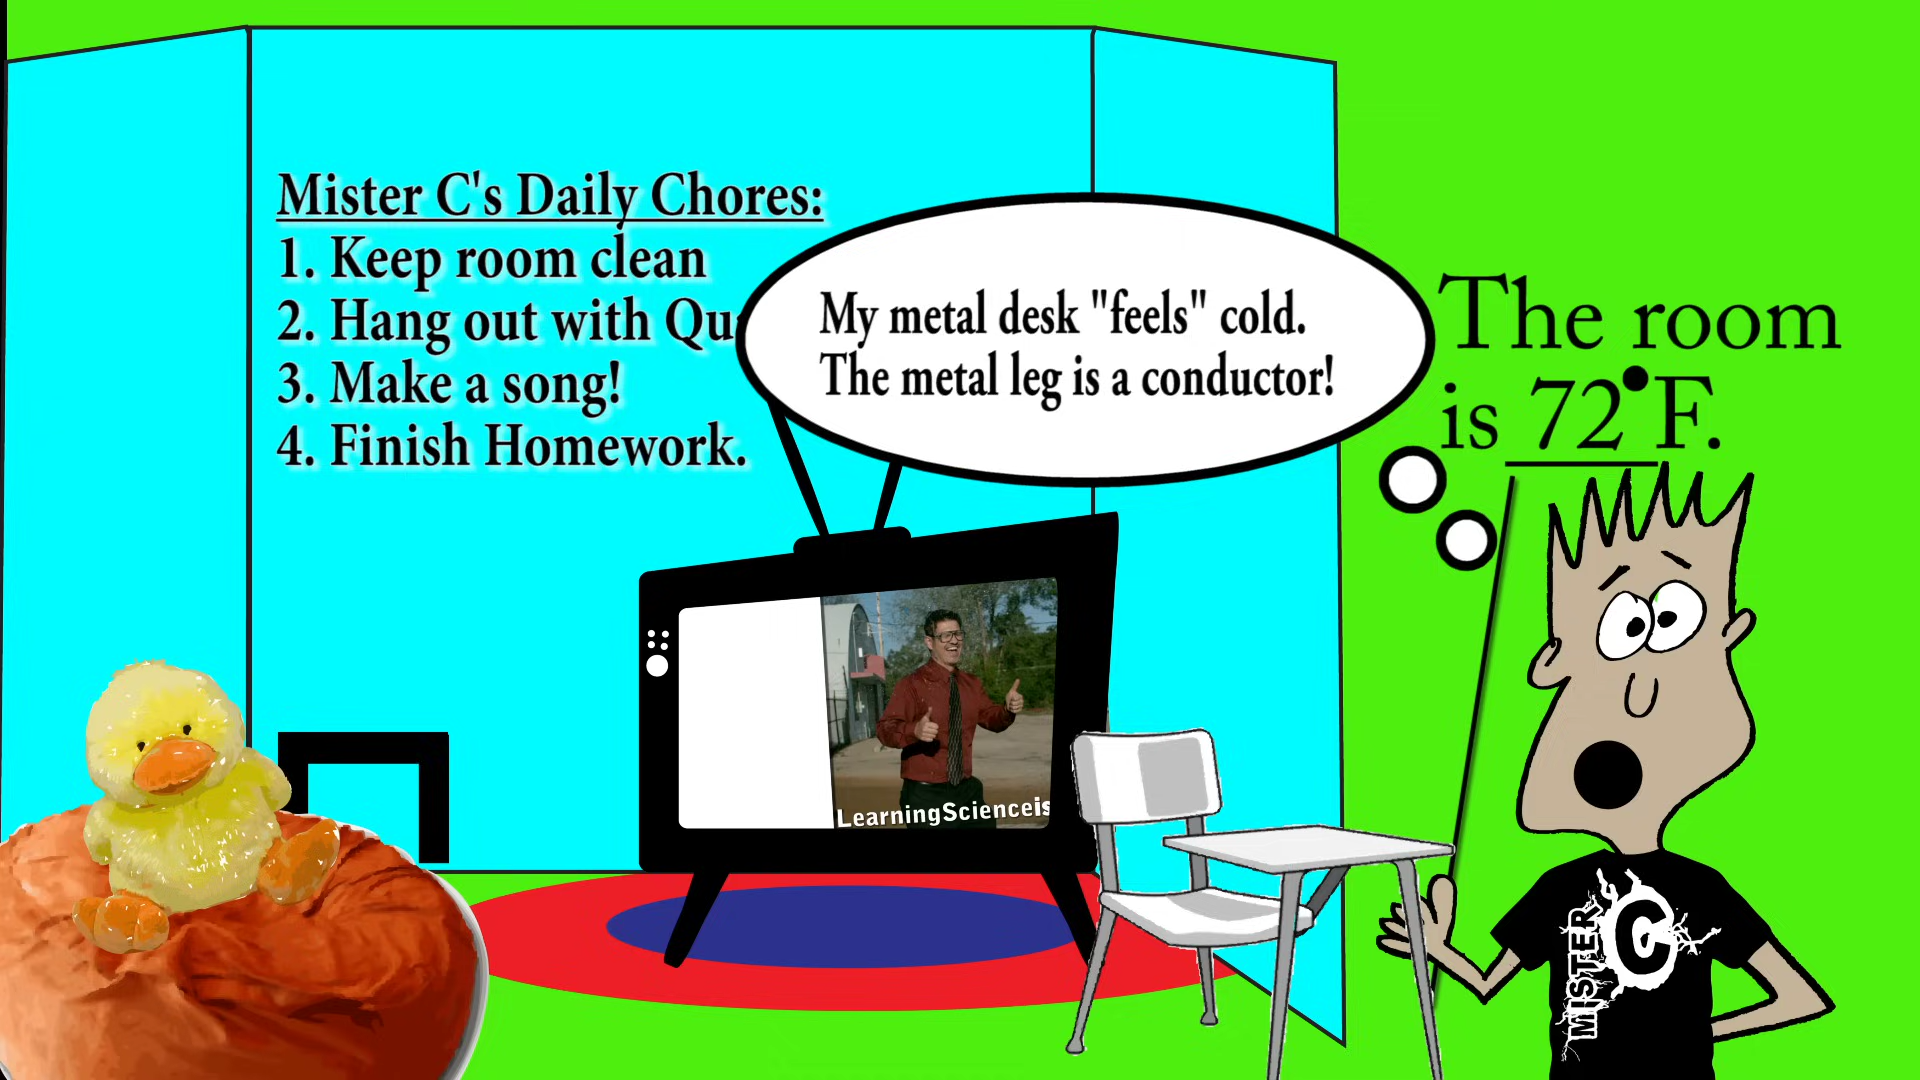 Mister C's Daily Chores:
1. Keep room clean
2. Hang out with
3. Make a song!
4. Finish Homework.
My metal desk "feels" cold.
The metal leg is a conductor!
The room
is 72°F.
LearningScienceis
MISTER C